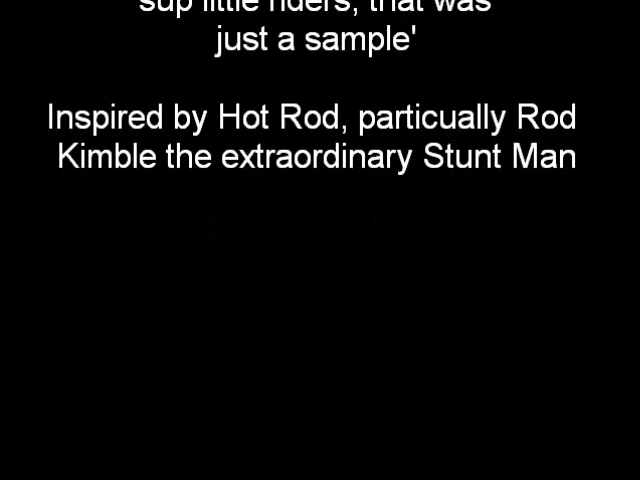 sup little riders, that was
just a sample'
Inspired by Hot Rod, particually Rod
Kimble the extraordinary Stunt Man